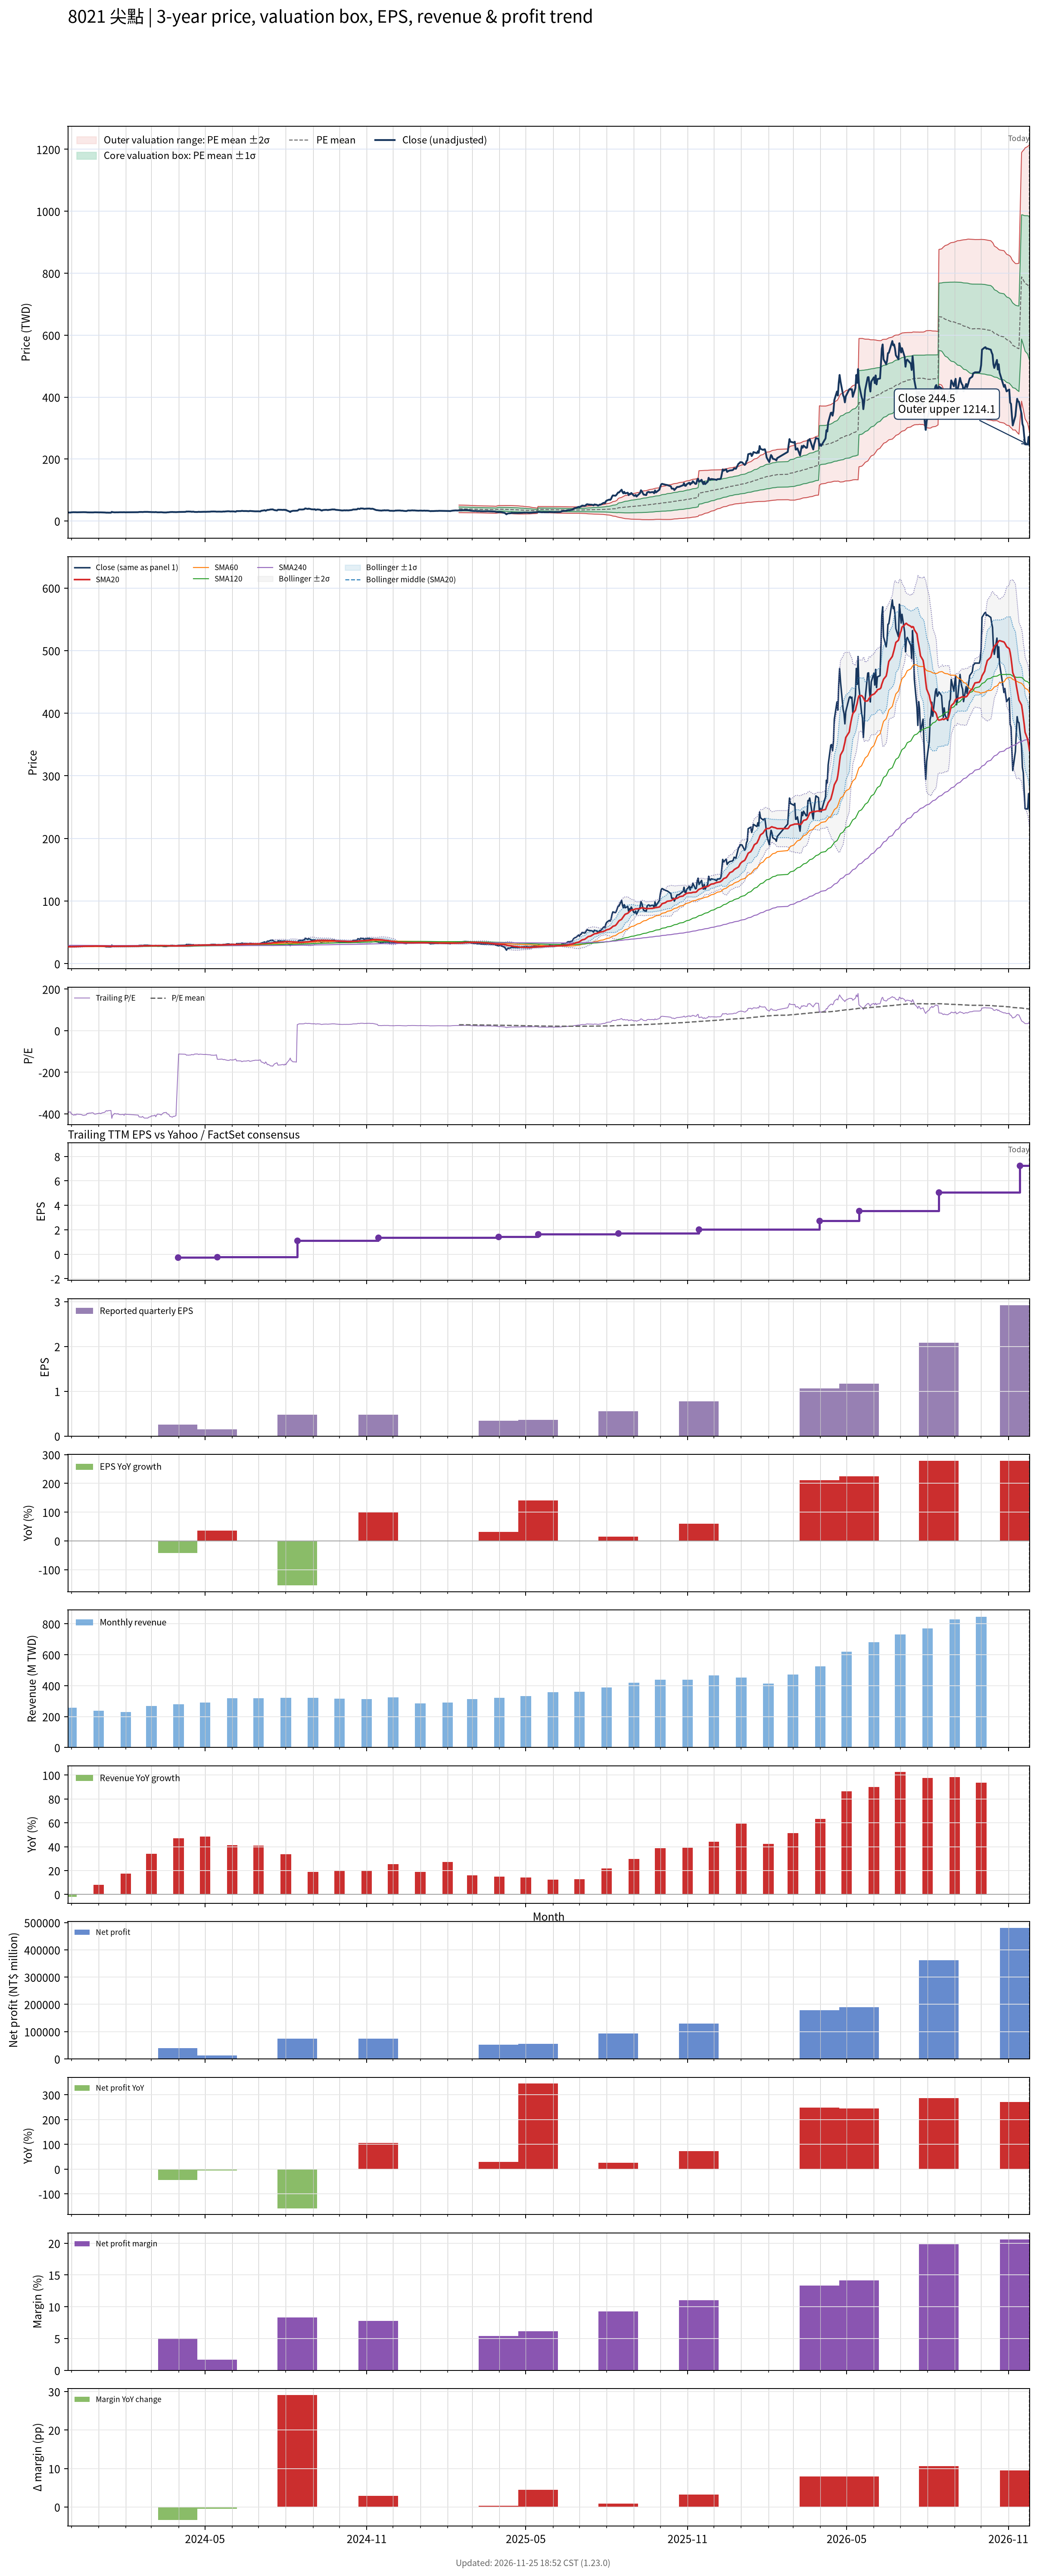 8021 尖點 | 3-year price, valuation box, EPS, revenue & profit trend
Outer valuation range: PE mean ±2σ
Core valuation box: PE mean ±1σ
PE mean
Close (unadjusted)
Today
Price (TWD)
1200
1000
800
600
400
200
0
Close 244.5
Outer upper 1214.1
Close (same as panel 1)
SMA20
SMA60
SMA120
SMA240
Bollinger ±2σ
Bollinger ±1σ
Bollinger middle (SMA20)
Price
600
500
400
300
200
100
0
Trailing P/E
P/E mean
P/E
200
0
-200
-400
Trailing TTM EPS vs Yahoo / FactSet consensus
Today
EPS
8
6
4
2
0
-2
Reported quarterly EPS
EPS
3
2
1
0
EPS YoY growth
YoY (%)
300
200
100
0
-100
Monthly revenue
Revenue (M TWD)
800
600
400
200
0
Revenue YoY growth
YoY (%)
100
80
60
40
20
0
Month
Net profit
Net profit (NT$ million)
500000
400000
300000
200000
100000
0
Net profit YoY
YoY (%)
300
200
100
0
-100
Net profit margin
Margin (%)
20
15
10
5
0
Margin YoY change
Δ margin (pp)
30
20
10
0
2024-05
2024-11
2025-05
2025-11
2026-05
2026-11
Updated: 2026-11-25 18:52 CST (1.23.0)